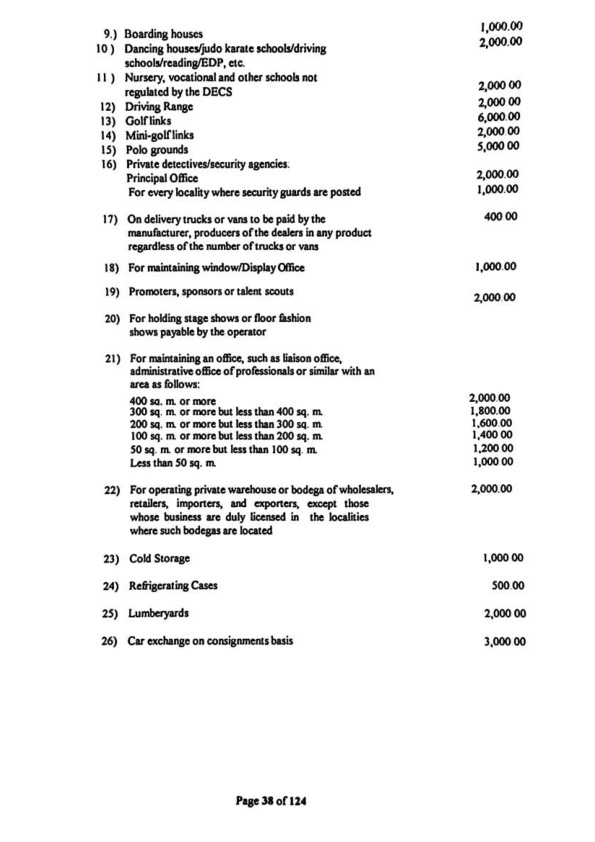 9.) Boarding houses 1,000.00
10 ) Dancing houses/judo karate schools/driving 2,000.00
schools/reading/EDP, etc.
11 ) Nursery, vocational and other schools not
regulated by the DECS 2,000 00
12) Driving Range 2,000 00
13) Golf links 6,000.00
14) Mini-golf links 2,000 00
15) Polo grounds 5,000 00
16) Private detectives/security agencies:
Principal Office 2,000.00
For every locality where security guards are posted 1,000.00
17) On delivery trucks or vans to be paid by the 400 00
manufacturer, producers of the dealers in any product
regardless of the number of trucks or vans
18) For maintaining window/Display Office 1,000.00
19) Promoters, sponsors or talent scouts 2,000.00
20) For holding stage shows or floor fashion
shows payable by the operator
21) For maintaining an office, such as liaison office,
administrative office of professionals or similar with an
area as follows:
400 sq. m. or more 2,000.00
300 sq. m. or more but less than 400 sq. m. 1,800.00
200 sq. m. or more but less than 300 sq. m. 1,600.00
100 sq. m. or more but less than 200 sq. m. 1,400 00
50 sq. m. or more but less than 100 sq. m. 1,200 00
Less than 50 sq. m. 1,000 00
22) For operating private warehouse or bodega of wholesalers, 2,000.00
retailers, importers, and exporters, except those
whose business are duly licensed in the localities
where such bodegas are located
23) Cold Storage 1,000 00
24) Refrigerating Cases 500.00
25) Lumberyards 2,000 00
26) Car exchange on consignments basis 3,000 00
Page 38 of 124